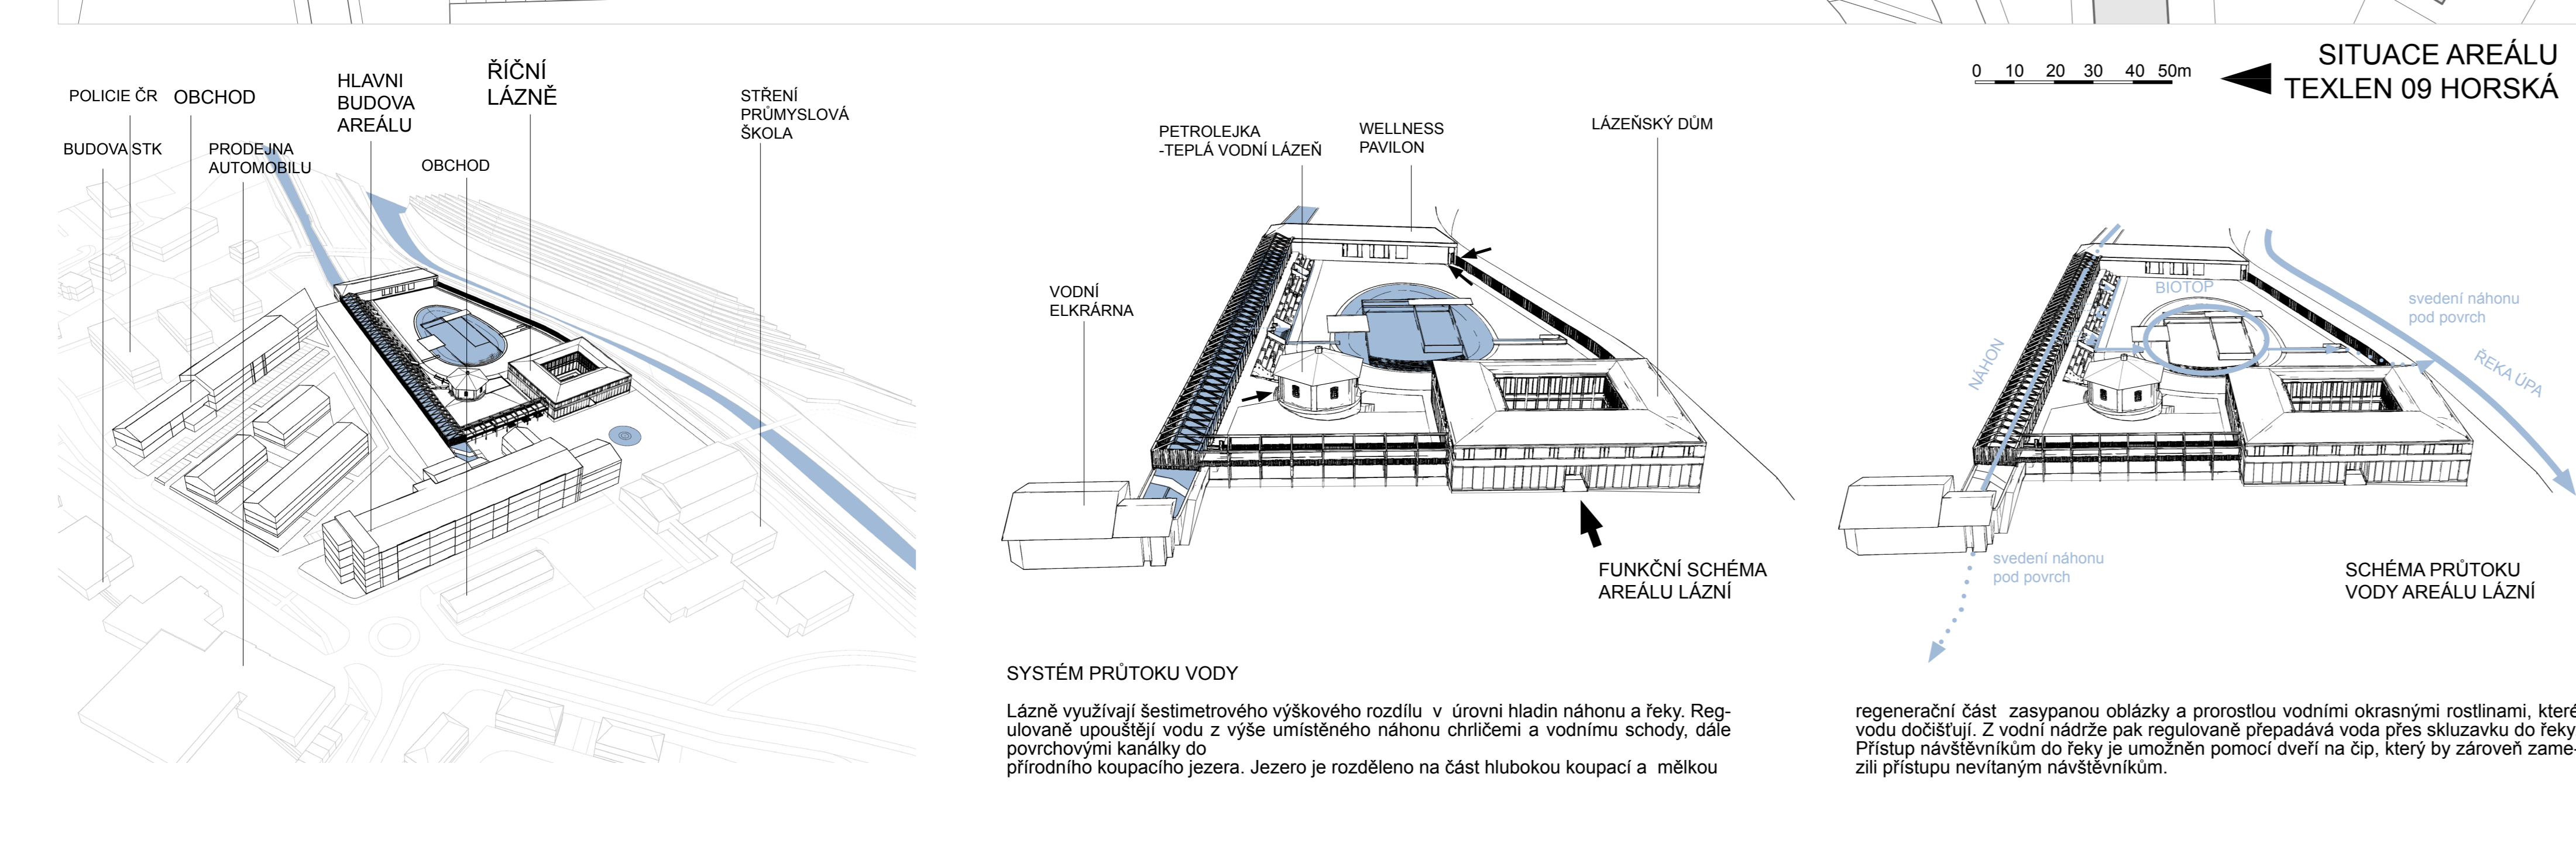 0 10 20 30 40 50m
SITUACE AREÁLU
TEXLEN 09 HORSKÁ
POLICIE ČR
OBCHOD
HLAVNI
BUDOVA
AREÁLU
ŘÍČNÍ
LÁZNĚ
STŘENÍ
PRŮMYSLOVÁ
ŠKOLA
BUDOVA STK
PRODEJNA
AUTOMOBILU
OBCHOD
PETROLEJKA
-TEPLÁ VODNÍ LÁZEŇ
WELLNESS
PAVILON
LÁZEŇSKÝ DŮM
VODNÍ
ELKRÁRNA
FUNKČNÍ SCHÉMA
AREÁLU LÁZNÍ
BIOTOP
svedení náhonu
pod povrch
NÁHON
ŘEKA ÚPA
svedení náhonu
pod povrch
SCHÉMA PRŮTOKU
VODY AREÁLU LÁZNÍ
SYSTÉM PRŮTOKU VODY
Lázně využívají šestimetrového výškového rozdílu v úrovni hladin náhonu a řeky. Reg-
ulovaně upouštějí vodu z výše umístěného náhonu chrličemi a vodnímu schody, dále
povrchovými kanálky do
přírodního koupacího jezera. Jezero je rozděleno na část hlubokou koupací a mělkou
regenerační část zasypanou oblázky a prorostlou vodními okrasnými rostlinami, které
vodu dočišťují. Z vodní nádrže pak regulovaně přepadává voda přes skluzavku do řeky
Přístup návštěvníkům do řeky je umožněn pomocí dveří na čip, který by zároveň zame-
zili přístupu nevítaným návštěvníkům.